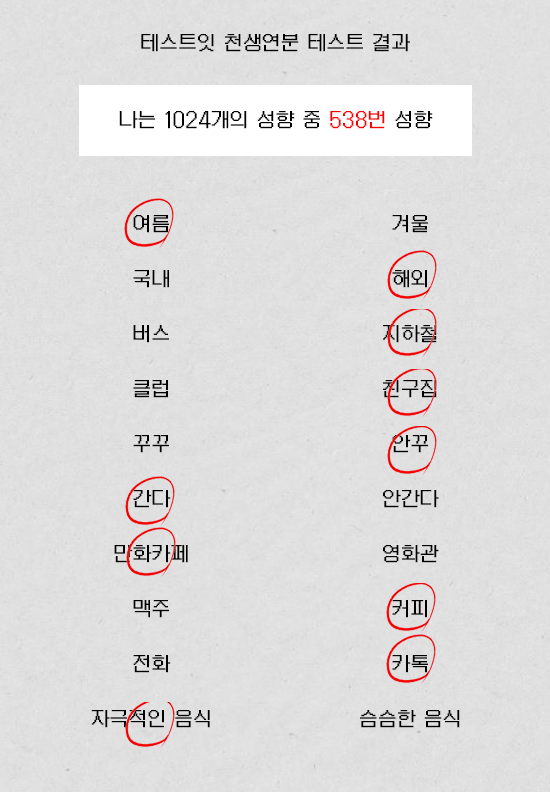 테스트잇 천생연분 테스트 결과
나는 1024개의 성향 중 538번 성향
여름 겨울
국내 해외
버스 지하철
클럽 친구집
꾸꾸 안꾸
간다 안간다
만화카페 영화관
맥주 커피
전화 카톡
자극적인 음식 슴슴한 음식